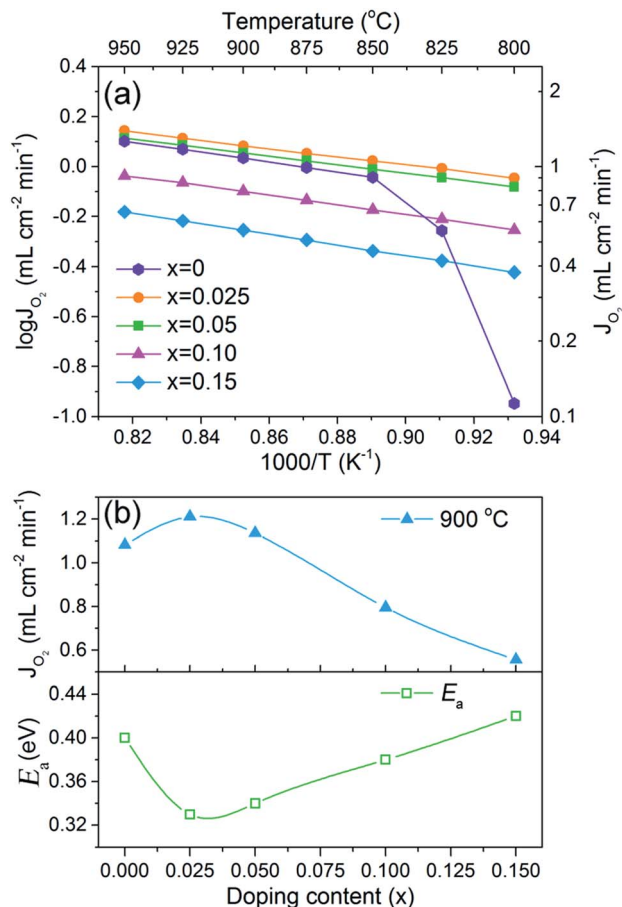 Temperature (°C)
950 925 900 875 850 825 800
(a)
0.4
0.2
0.0
-0.2
-0.4
-0.6
-0.8
-1.0
logJO₂ (mL cm⁻² min⁻¹)
2
1
0.7
0.4
0.2
0.1
JO₂ (mL cm⁻² min⁻¹)
x=0
x=0.025
x=0.05
x=0.10
x=0.15
0.82 0.84 0.86 0.88 0.90 0.92 0.94
1000/T (K⁻¹)
(b)
900 °C
1.2
1.0
0.8
0.6
JO₂ (mL cm⁻² min⁻¹)
Eₐ
0.44
0.40
0.36
0.32
Eₐ (eV)
0.000 0.025 0.050 0.075 0.100 0.125 0.150
Doping content (x)